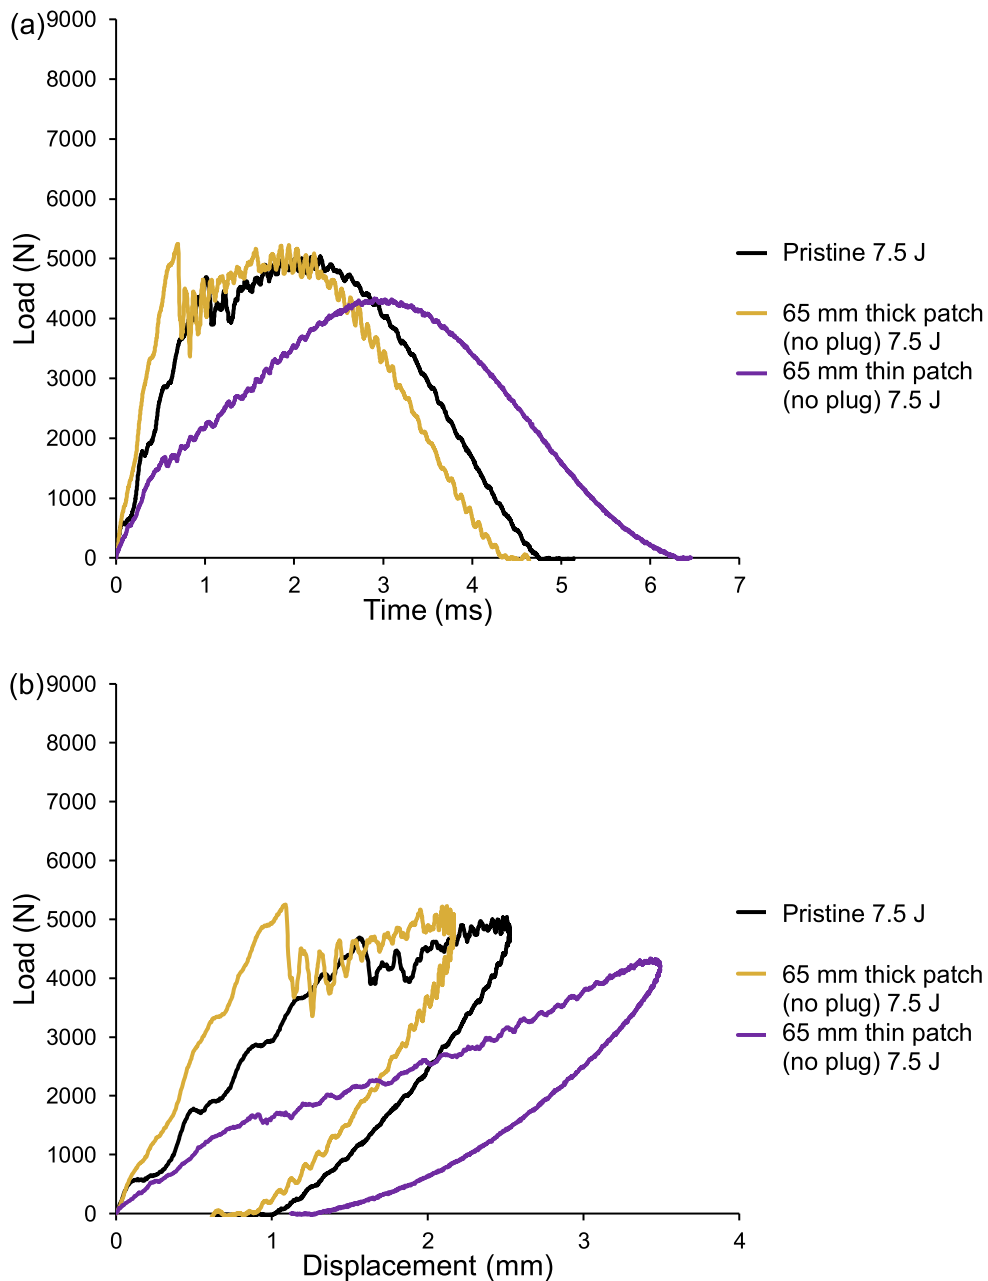 (a)
9000
8000
7000
6000
5000
4000
3000
2000
1000
0
Load (N)
0 1 2 3 4 5 6 7
Time (ms)
Pristine 7.5 J
65 mm thick patch
(no plug) 7.5 J
65 mm thin patch
(no plug) 7.5 J
(b)
9000
8000
7000
6000
5000
4000
3000
2000
1000
0
Load (N)
0 1 2 3 4
Displacement (mm)
Pristine 7.5 J
65 mm thick patch
(no plug) 7.5 J
65 mm thin patch
(no plug) 7.5 J